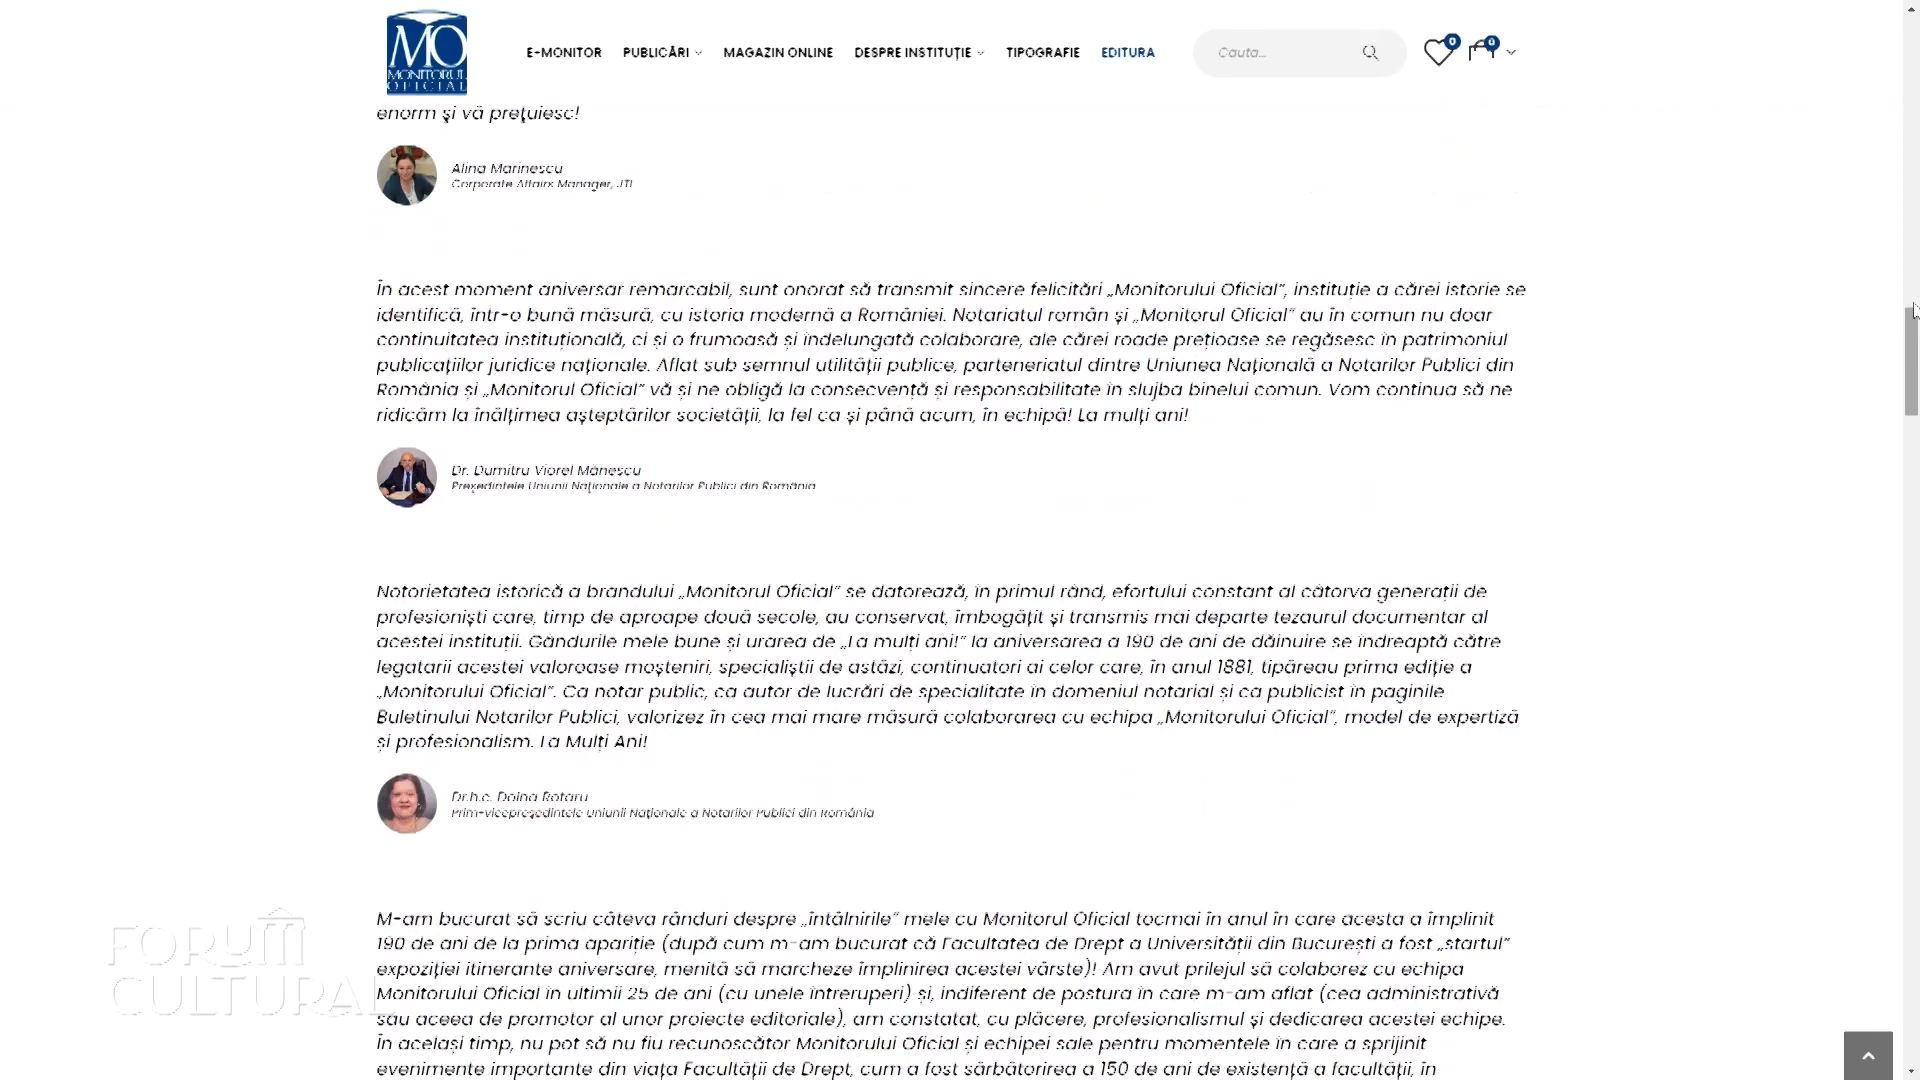 MO
MONITORUL
OFICIAL
E-MONITOR PUBLICĂRI MAGAZIN ONLINE DESPRE INSTITUȚIE TIPOGRAFIE EDITURA Cauta... 0 0
enorm și vă prețuiesc!
Alina Marinescu
Corporate Affairs Manager, JTI
În acest moment aniversar remarcabil, sunt onorat să transmit sincere felicitări „Monitorului Oficial”, instituție a cărei istorie se
identifică, într-o bună măsură, cu istoria modernă a României. Notariatul român și „Monitorul Oficial” au în comun nu doar
continuitatea instituțională, ci și o frumoasă și îndelungată colaborare, ale cărei roade prețioase se regăsesc în patrimoniul
publicațiilor juridice naționale. Aflat sub semnul utilității publice, parteneriatul dintre Uniunea Națională a Notarilor Publici din
România și „Monitorul Oficial” vă și ne obligă la consecvență și responsabilitate în slujba binelui comun. Vom continua să ne
ridicăm la înălțimea așteptărilor societății, la fel ca și până acum, în echipă! La mulți ani!
Dr. Dumitru Viorel Mănescu
Președintele Uniunii Naționale a Notarilor Publici din România
Notorietatea istorică a brandului „Monitorul Oficial” se datorează, în primul rând, efortului constant al câtorva generații de
profesioniști care, timp de aproape două secole, au conservat, îmbogățit și transmis mai departe tezaurul documentar al
acestei instituții. Gândurile mele bune și urarea de „La mulți ani!” la aniversarea a 190 de ani de dăinuire se îndreaptă către
legatarii acestei valoroase moșteniri, specialiștii de astăzi, continuatori ai celor care, în anul 1881, tipăreau prima ediție a
„Monitorului Oficial”. Ca notar public, ca autor de lucrări de specialitate în domeniul notarial și ca publicist în paginile
Buletinului Notarilor Publici, valorizez în cea mai mare măsură colaborarea cu echipa „Monitorului Oficial”, model de expertiză
și profesionalism. La Mulți Ani!
Dr.h.c. Doina Rotaru
Prim-vicepreședintele Uniunii Naționale a Notarilor Publici din România
M-am bucurat să scriu câteva rânduri despre „întâlnirile” mele cu Monitorul Oficial tocmai în anul în care acesta a împlinit
190 de ani de la prima apariție (după cum m-am bucurat că Facultatea de Drept a Universității din București a fost „startul”
expoziției itinerante aniversare, menită să marcheze împlinirea acestei vârste)! Am avut prilejul să colaborez cu echipa
Monitorului Oficial în ultimii 25 de ani (cu unele întreruperi) și, indiferent de postura în care m-am aflat (cea administrativă
sau aceea de promotor al unor proiecte editoriale), am constatat, cu plăcere, profesionalismul și dedicarea acestei echipe.
În același timp, nu pot să nu fiu recunoscător Monitorului Oficial și echipei sale pentru momentele în care a sprijinit
evenimente importante din viața Facultății de Drept, cum a fost sărbătorirea a 150 de ani de existență a facultății, în
FORUM
CULTURAL